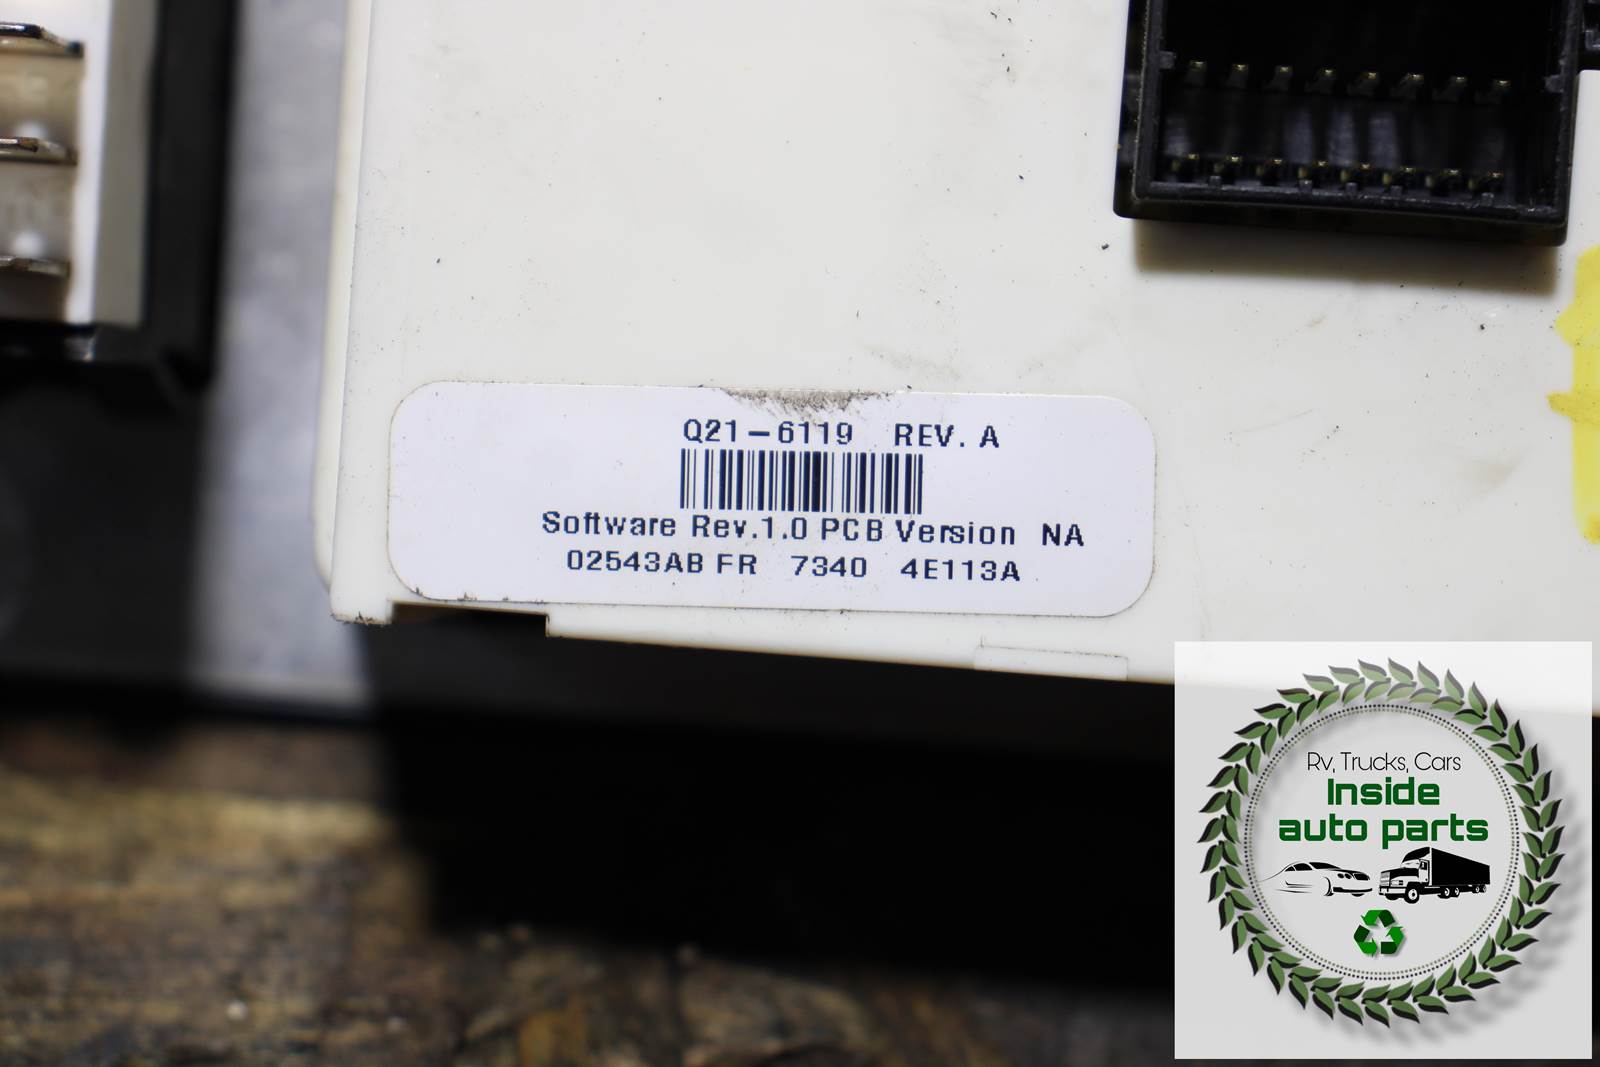 Q21-6119 REV. A
Software Rev.1.0 PCB Version NA
02543AB FR 7340 4E113A
Rv, Trucks, Cars
Inside
auto parts